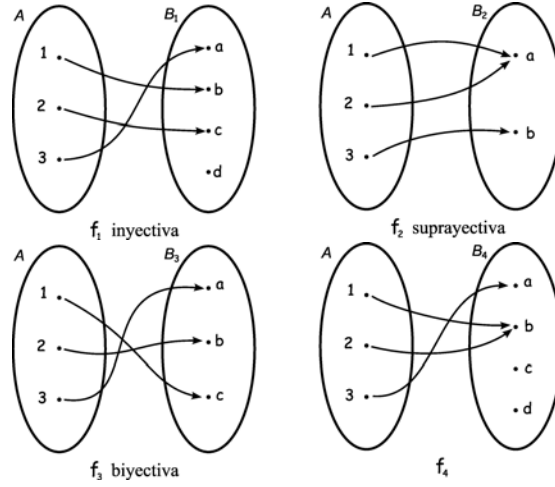 A B₁
1 a
2 b
3 c
d
f₁ inyectiva
A B₂
1 a
2
3 b
f₂ suprayectiva
A B₃
1 a
2 b
3 c
f₃ biyectiva
A B₄
1 a
2 b
3 c
d
f₄